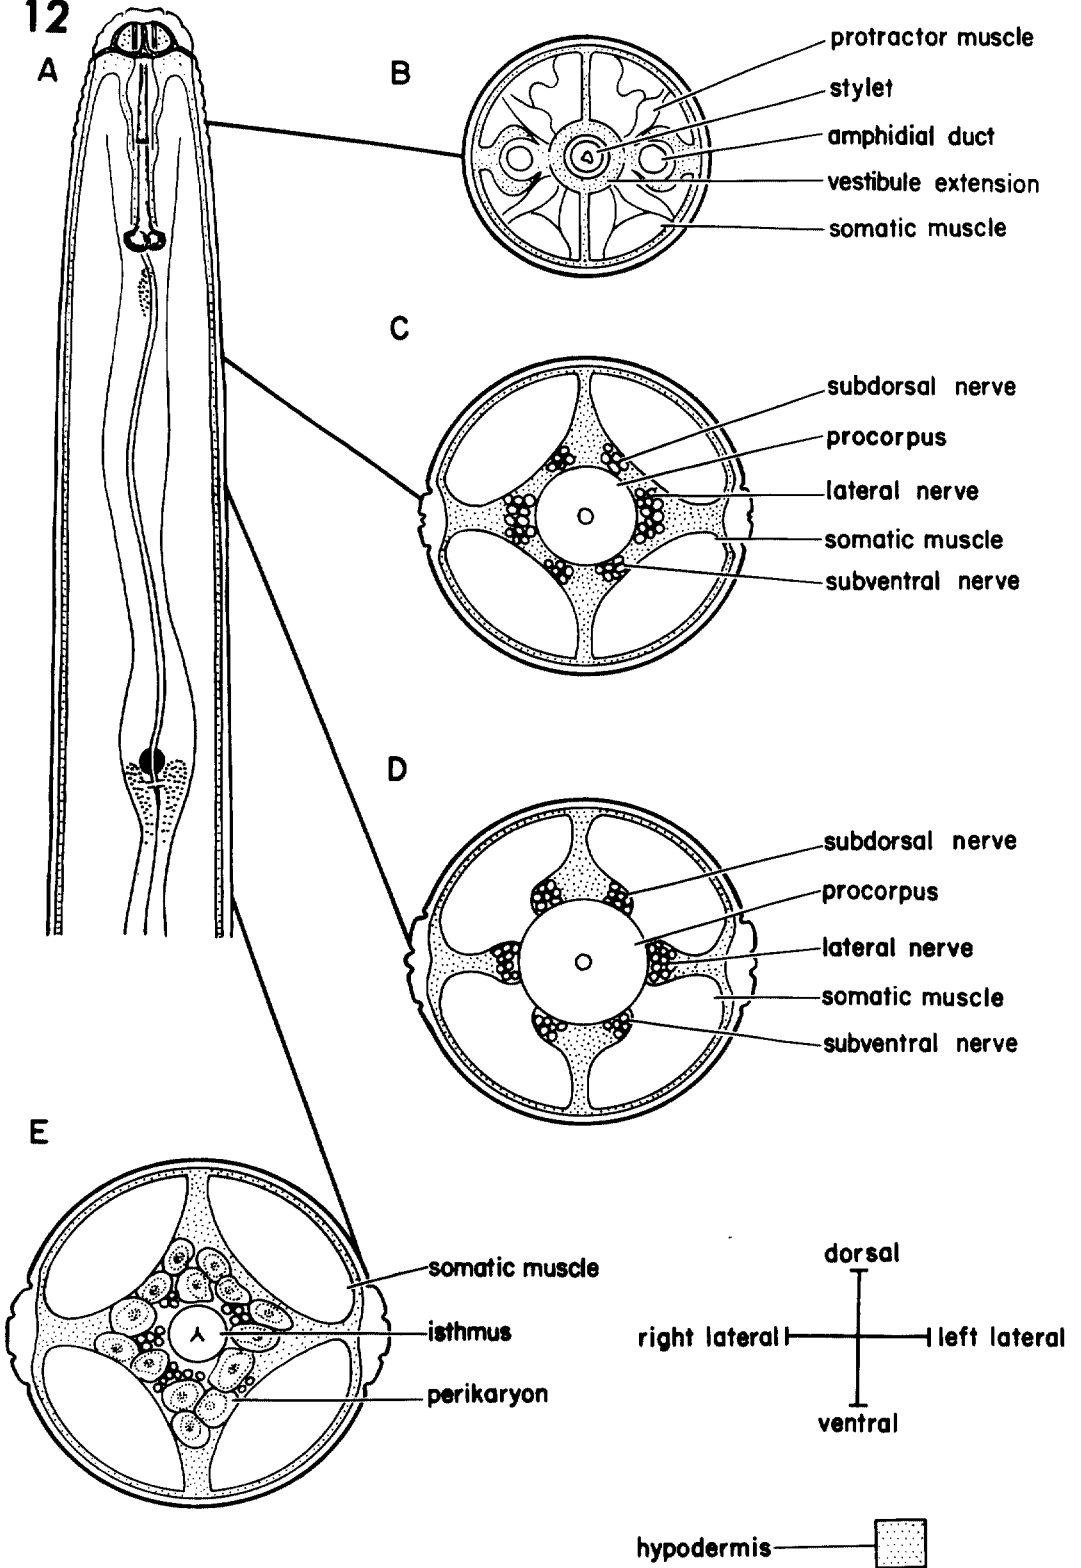 12
A
B
protractor muscle
stylet
amphidial duct
vestibule extension
somatic muscle
C
subdorsal nerve
procorpus
lateral nerve
somatic muscle
subventral nerve
D
subdorsal nerve
procorpus
lateral nerve
somatic muscle
subventral nerve
E
somatic muscle
isthmus
perikaryon
dorsal
right lateral
left lateral
ventral
hypodermis